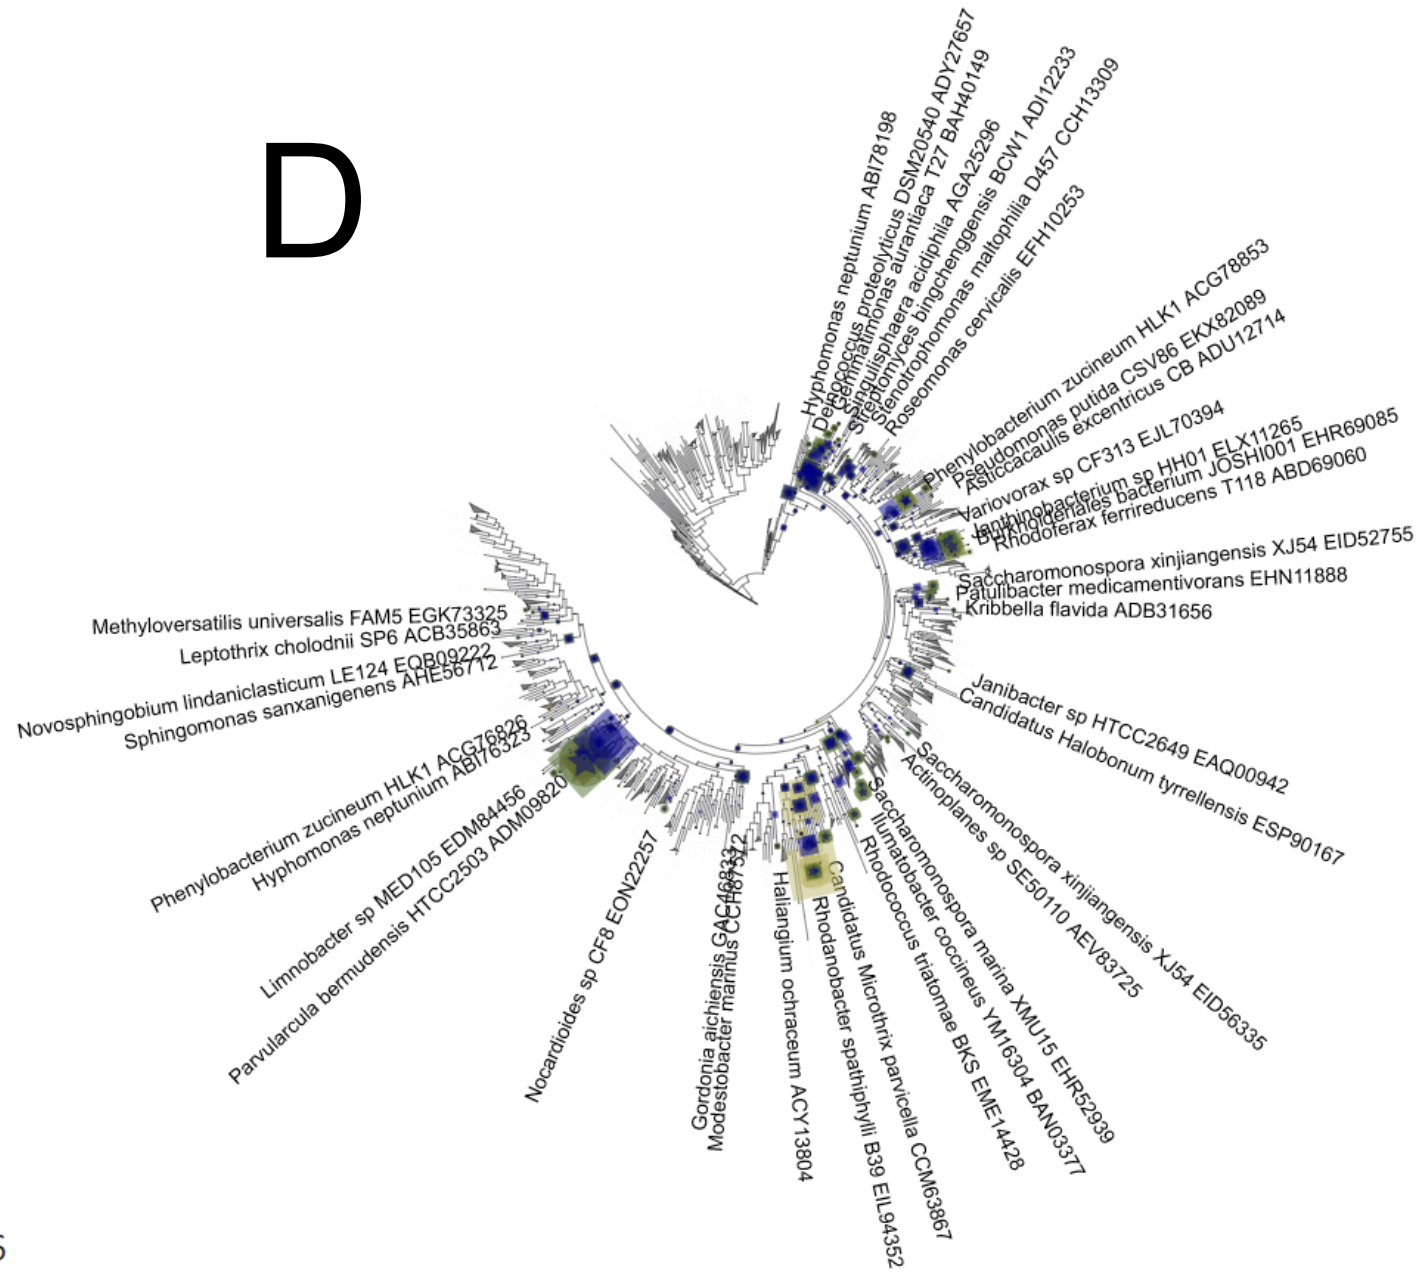 D
Hyphomonas neptunium ABI78198
Deinococcus proteolyticus DSM20540 ADY27657
Gemmatimonas aurantiaca T27 BAH40149
Singulisphaera acidiphila AGA25296
Streptomyces bingchenggensis BCW1 ADI12233
Stenotrophomonas maltophilia D457 CCH13309
Roseomonas cervicalis EFH10253
Phenylobacterium zucineum HLK1 ACG78853
Pseudomonas putida CSV86 EKX82089
Asticcacaulis excentricus CB ADU12714
Variovorax sp CF313 EJL70394
Janthinobacterium sp HH01 ELX11265
Burkholderiales bacterium JOSHI001 EHR69085
Rhodoferax ferrireducens T118 ABD69060
Saccharomonospora xinjiangensis XJ54 EID52755
Patulibacter medicamentivorans EHN11888
Kribbella flavida ADB31656
Janibacter sp HTCC2649 EAQ00942
Candidatus Halobonum tyrrellensis ESP90167
Saccharomonospora xinjiangensis XJ54 EID56335
Actinoplanes sp SE50110 AEV83725
Saccharomonospora marina XMU15 EHR52939
Ilumatobacter coccineus YM16304 BAN03377
Rhodococcus triatomae BKS EME14428
Candidatus Microthrix parvicella CCM63867
Rhodanobacter spathiphylli B39 EIL94352
Haliangium ochraceum ACY13804
Modestobacter marinus
Gordonia aichiensis
Nocardioides sp CF8 EON22257
Parvularcula bermudensis HTCC2503 ADM09820
Limnobacter sp MED105 EDM84456
Hyphomonas neptunium ABI76323
Phenylobacterium zucineum HLK1 ACG76826
Sphingomonas sanxanigenens AHE56712
Novosphingobium lindaniclasticum LE124 EQB09222
Leptothrix cholodnii SP6 ACB35863
Methyloversatilis universalis FAM5 EGK73325